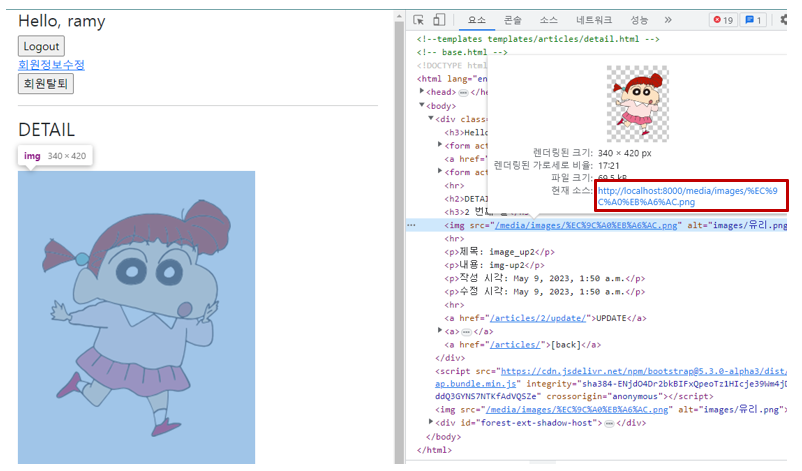 Hello, ramy
Logout
회원정보수정
회원탈퇴
DETAIL
img 340 × 420
요소 콘솔 소스 네트워크 성능 » 19 1
<!--templates templates/articles/detail.html -->
<!-- base.html -->
<!DOCTYPE html
<html lang="en
▶<head> ⋯ </he
▼<body>
▼<div class=
<h3>Hello
▶<form act
<a href=
▶<form act
<hr>
<h2>DETAI
<h3>2 번째
렌더링된 크기: 340 × 420 px
렌더링된 가로세로 비율: 17:21
파일 크기: 69.5 kB
현재 소스: http://localhost:8000/media/images/%EC%9
C%A0%EB%A6%AC.png
⋯ <img src="/media/images/%EC%9C%A0%EB%A6%AC.png" alt="images/유리.png
<hr>
<p>제목: image_up2</p>
<p>내용: img-up2</p>
<p>작성 시각: May 9, 2023, 1:50 a.m.</p>
<p>수정 시각: May 9, 2023, 1:50 a.m.</p>
<hr>
<a href="/articles/2/update/">UPDATE</a>
▶<a> ⋯ </a>
<a href="/articles/">[back]</a>
</div>
<script src="https://cdn.jsdelivr.net/npm/bootstrap@5.3.0-alpha3/dist/
ap.bundle.min.js" integrity="sha384-ENjdO4Dr2bkBIFxQpeoTz1HIcje39Wm4jD
ddQ3GYNS7NTKfAdVQSZe" crossorigin="anonymous"></script>
<img src="/media/images/%EC%9C%A0%EB%A6%AC.png" alt="images/유리.png">
▶<div id="forest-ext-shadow-host"> ⋯ </div>
</body>
</html>